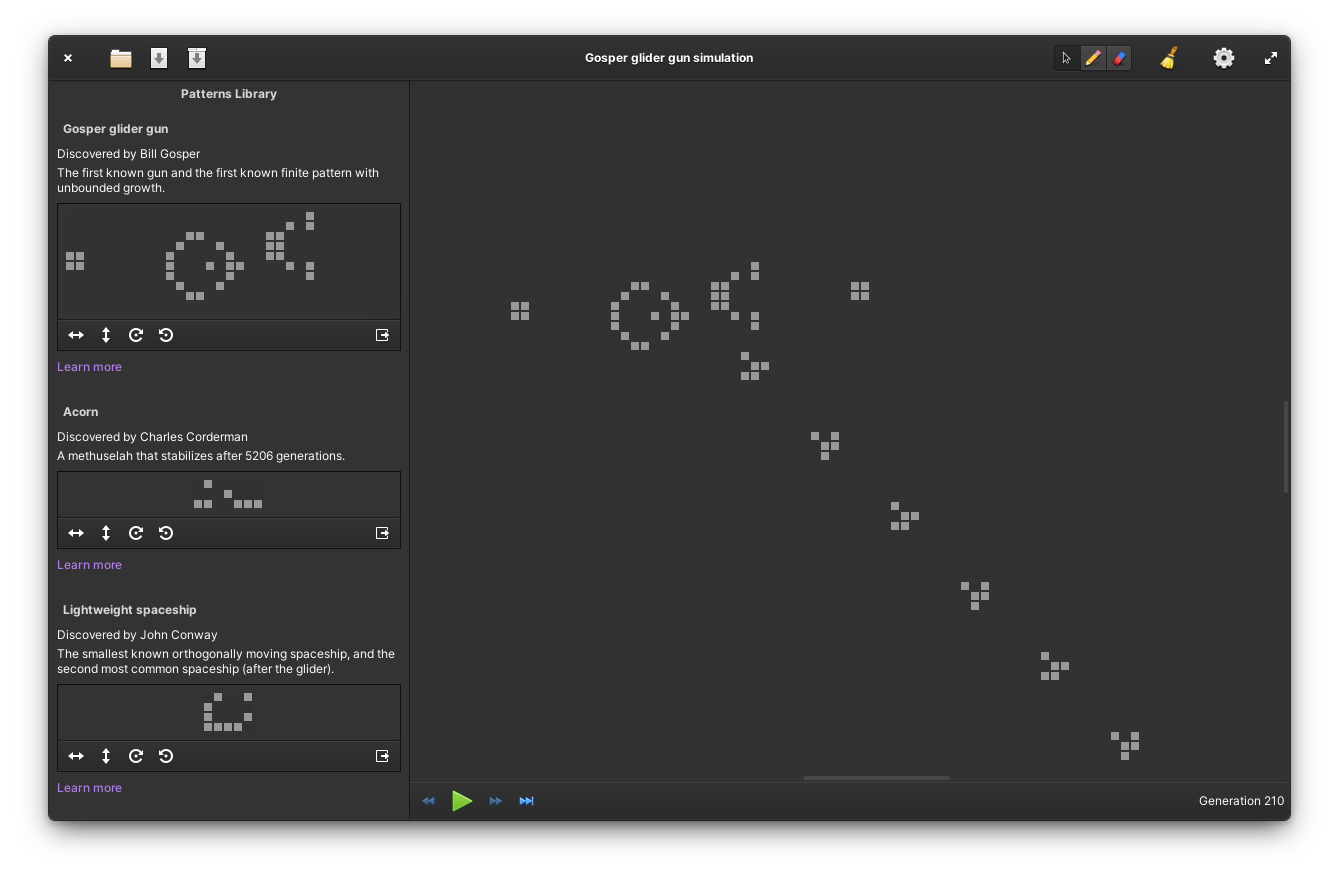 Gosper glider gun simulation
Patterns Library
Gosper glider gun
Discovered by Bill Gosper
The first known gun and the first known finite pattern with
unbounded growth.
Learn more
Acorn
Discovered by Charles Corderman
A methuselah that stabilizes after 5206 generations.
Learn more
Lightweight spaceship
Discovered by John Conway
The smallest known orthogonally moving spaceship, and the
second most common spaceship (after the glider).
Learn more
Generation 210